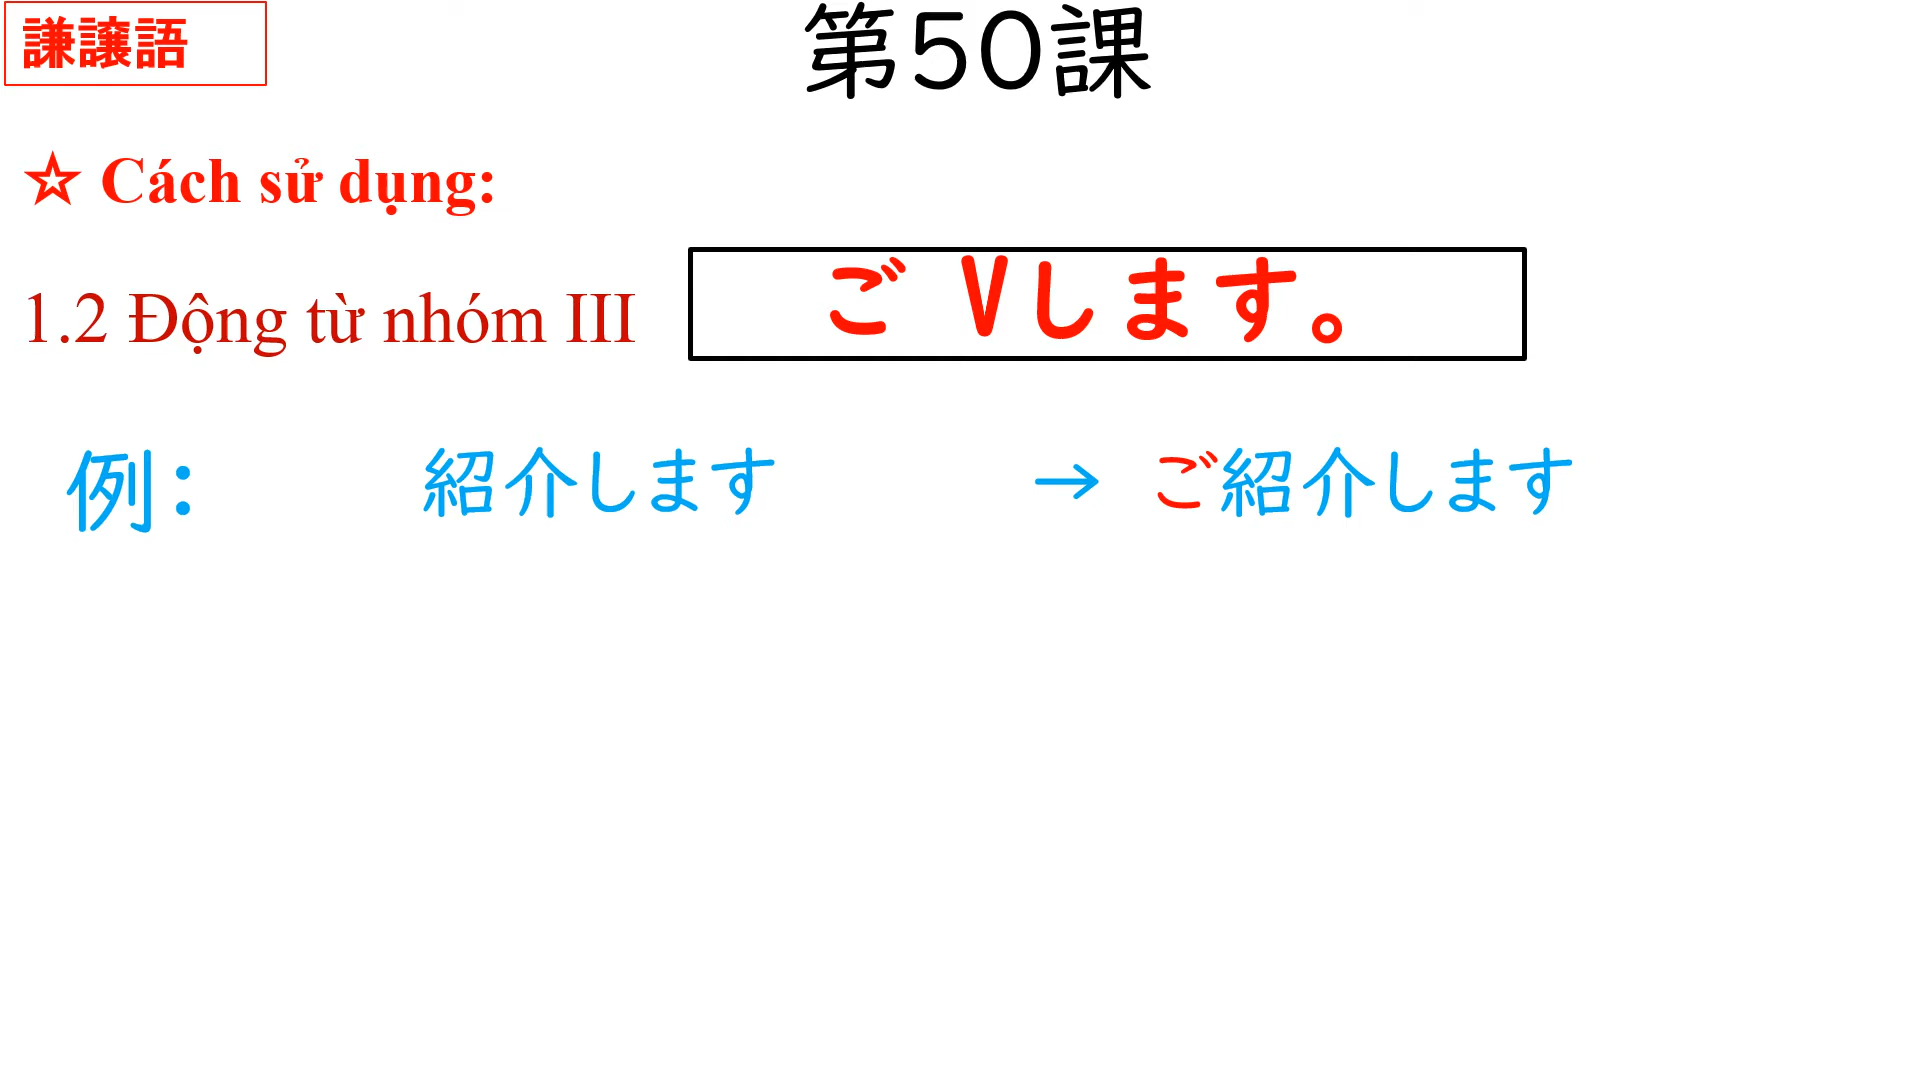 謙譲語
第50課
☆ Cách sử dụng:
1.2 Động từ nhóm III
ご Vします。
例： 紹介します → ご紹介します